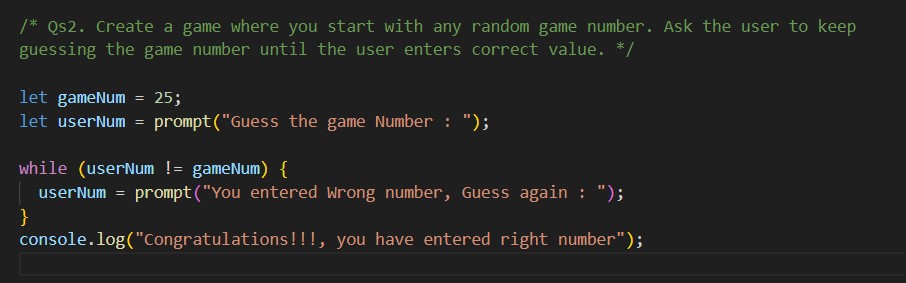 /* Qs2. Create a game where you start with any random game number. Ask the user to keep
guessing the game number until the user enters correct value. */
let gameNum = 25;
let userNum = prompt("Guess the game Number : ");
while (userNum != gameNum) {
  userNum = prompt("You entered Wrong number, Guess again : ");
}
console.log("Congratulations!!!, you have entered right number");